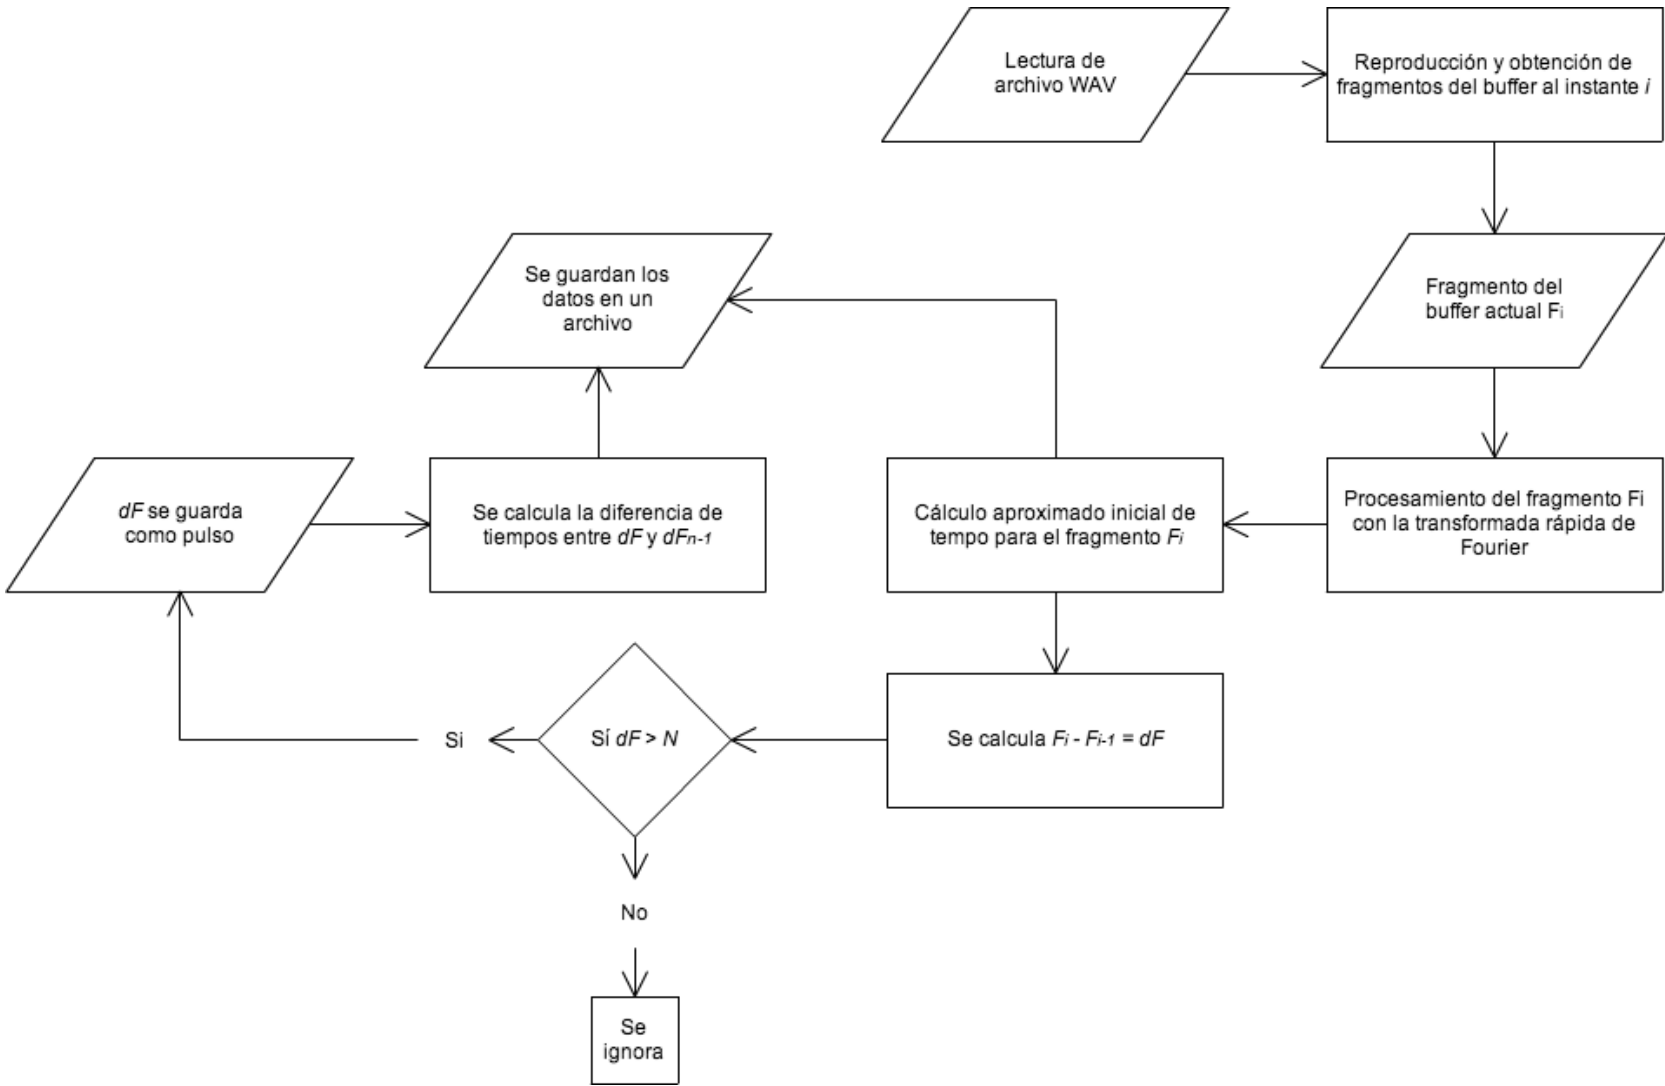 Lectura de
archivo WAV
Reproducción y obtención de
fragmentos del buffer al instante i
Se guardan los
datos en un
archivo
Fragmento del
buffer actual Fi
dF se guarda
como pulso
Se calcula la diferencia de
tiempos entre dF y dFn-1
Cálculo aproximado inicial de
tempo para el fragmento Fi
Procesamiento del fragmento Fi
con la transformada rápida de
Fourier
Si
Sí dF > N
Se calcula Fi - Fi-1 = dF
No
Se
ignora